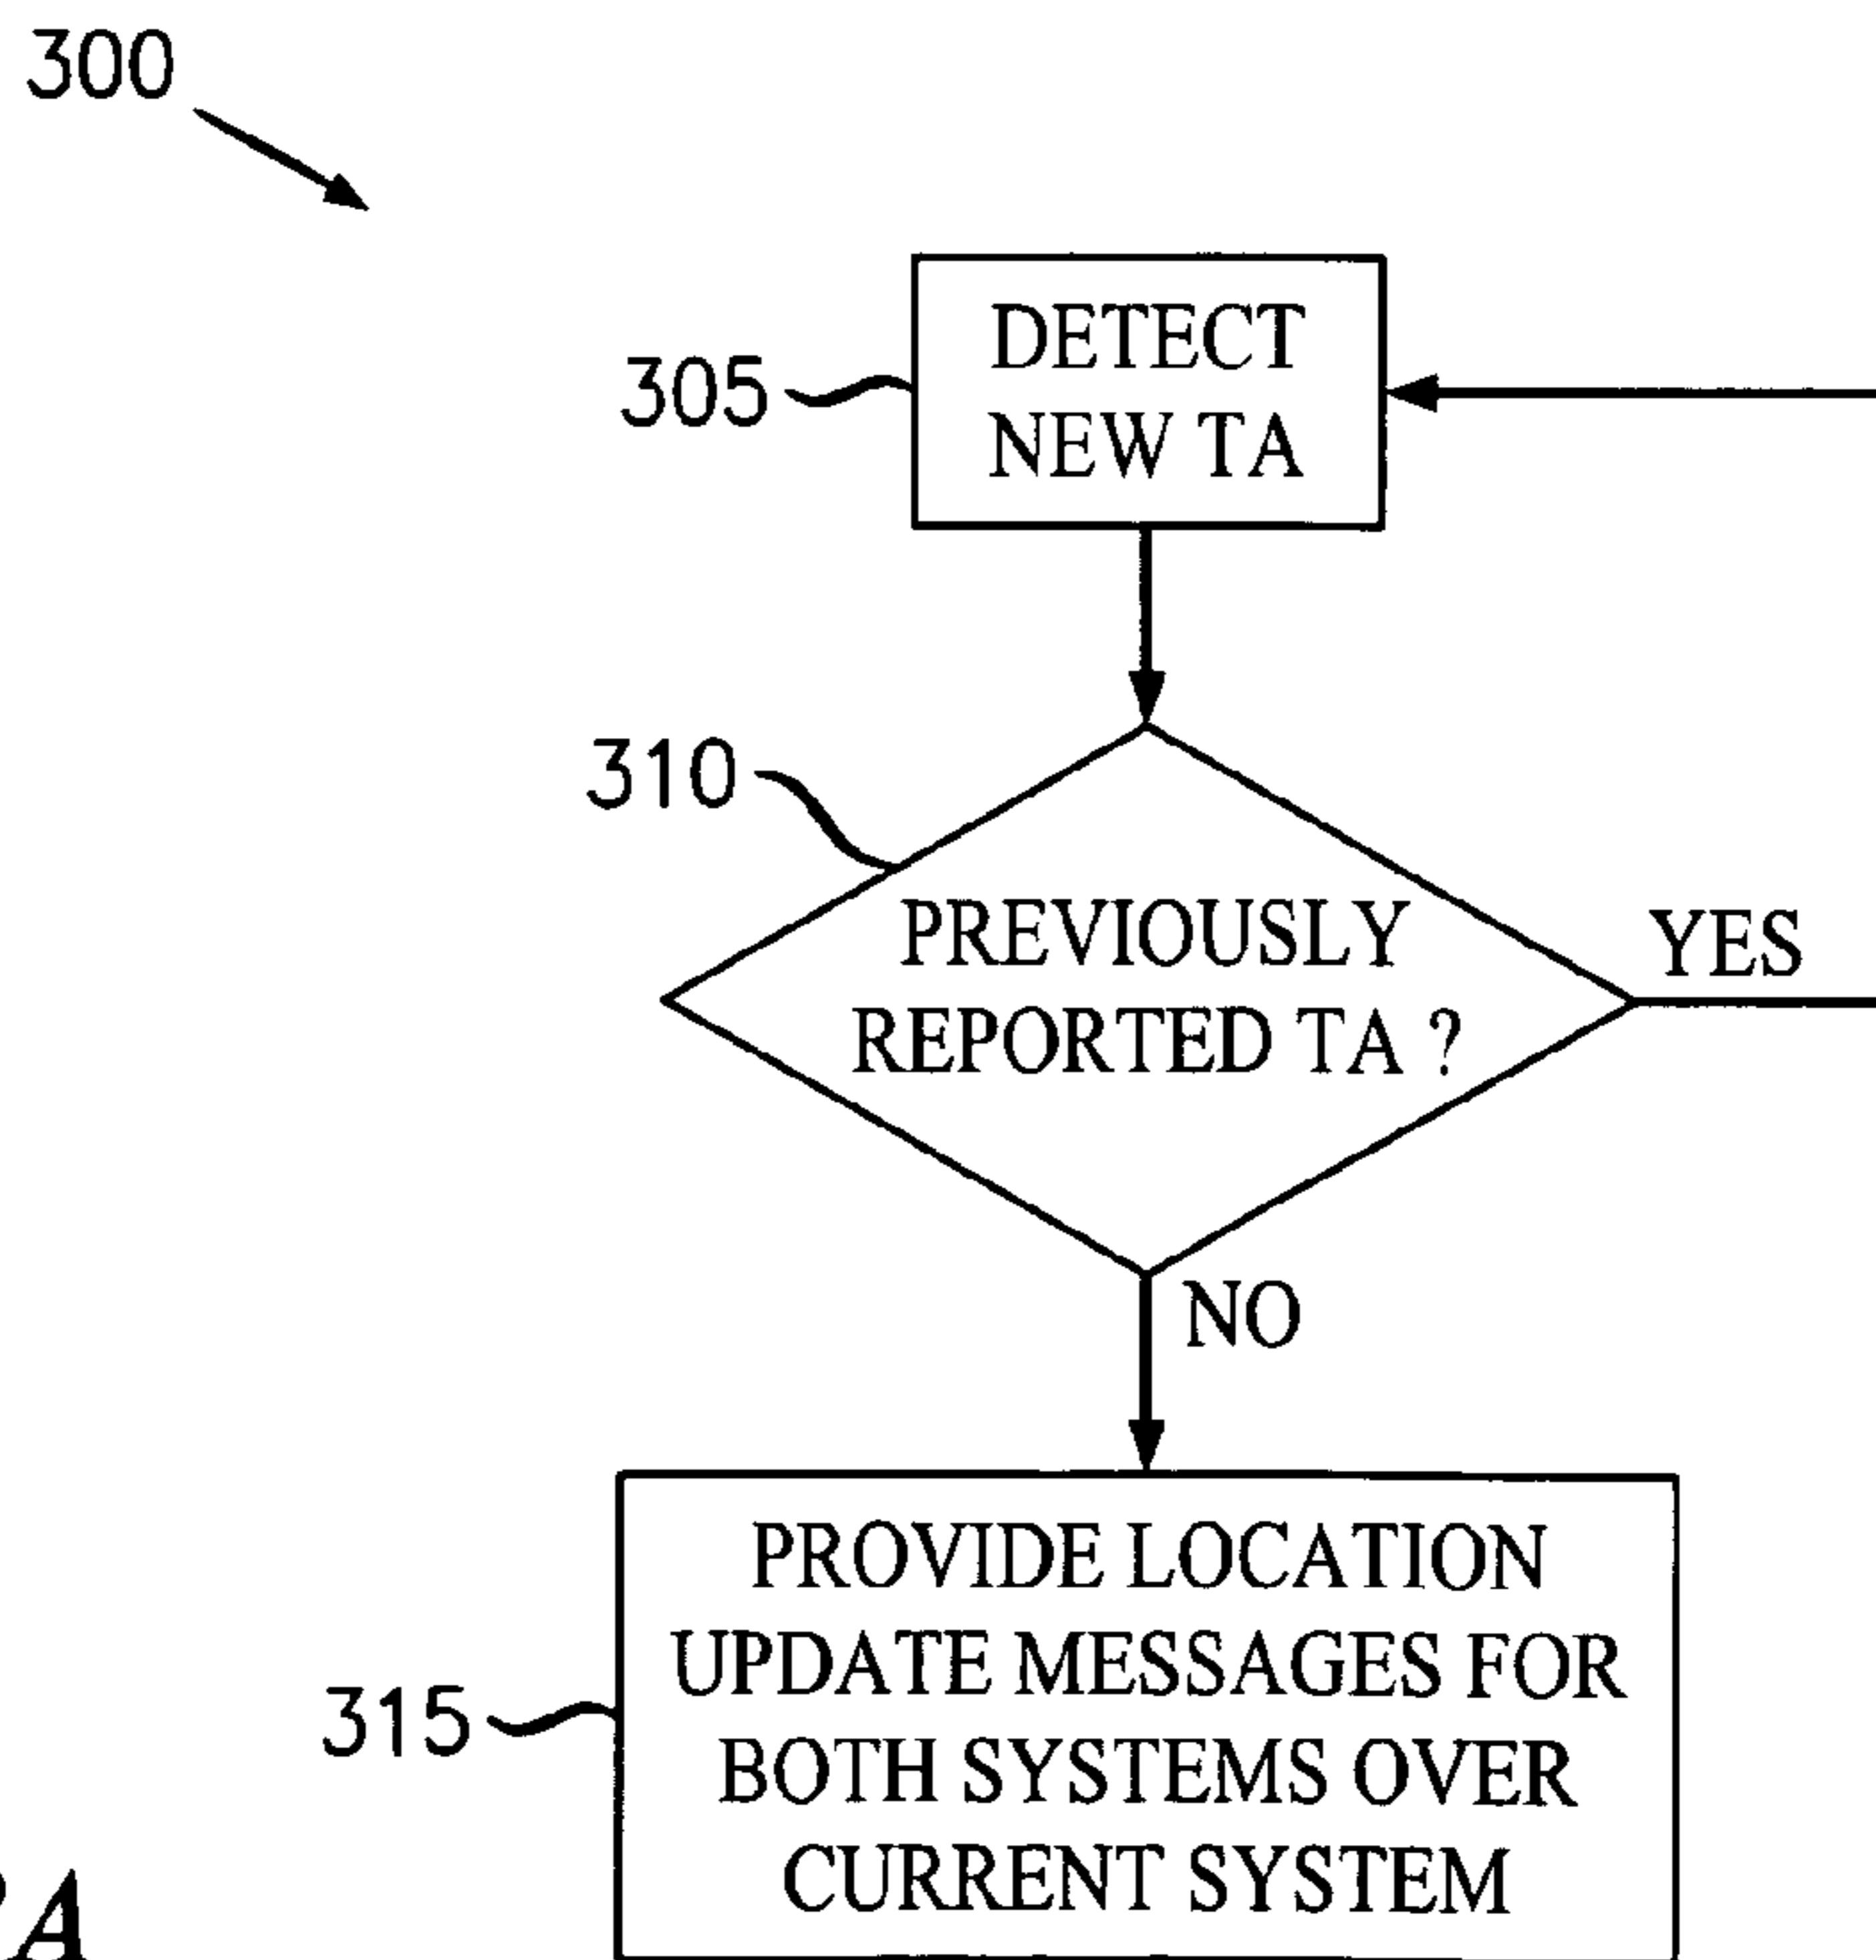 300
305
DETECT
NEW TA
310
PREVIOUSLY
REPORTED TA ?
YES
NO
315
PROVIDE LOCATION
UPDATE MESSAGES FOR
BOTH SYSTEMS OVER
CURRENT SYSTEM
A